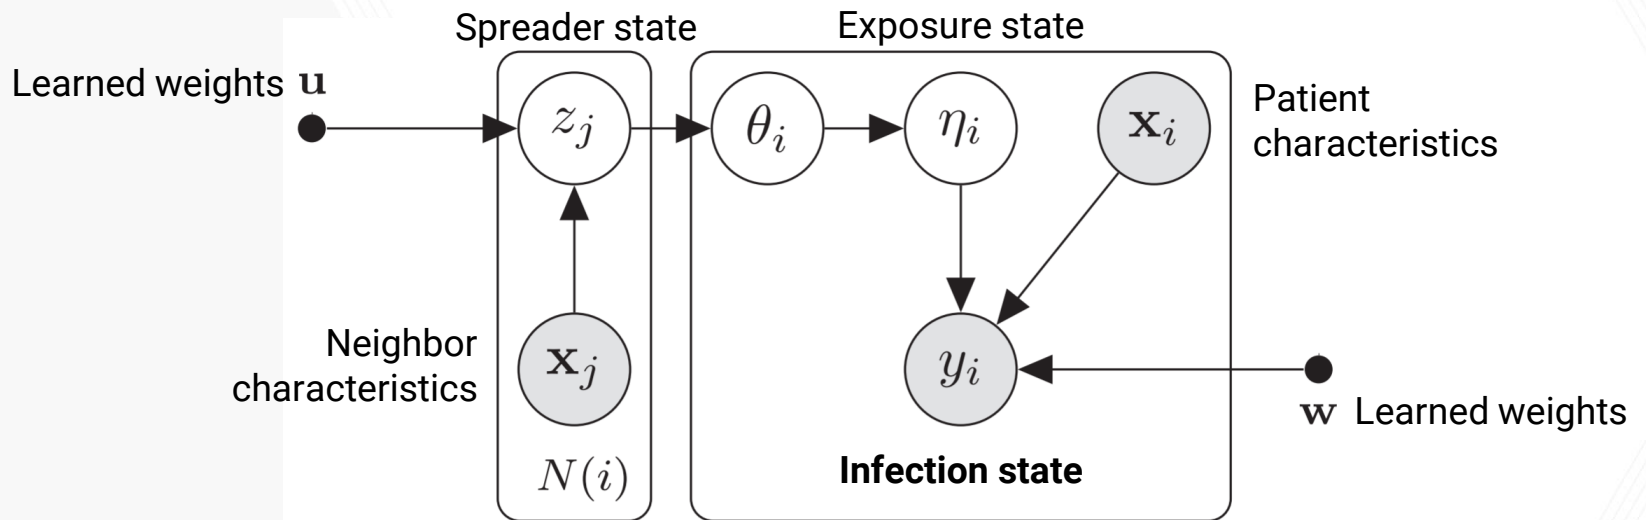 Spreader state
Exposure state
Learned weights u
z_j
θ_i
η_i
x_i
Patient
characteristics
Neighbor
characteristics
x_j
y_i
w Learned weights
N(i)
Infection state